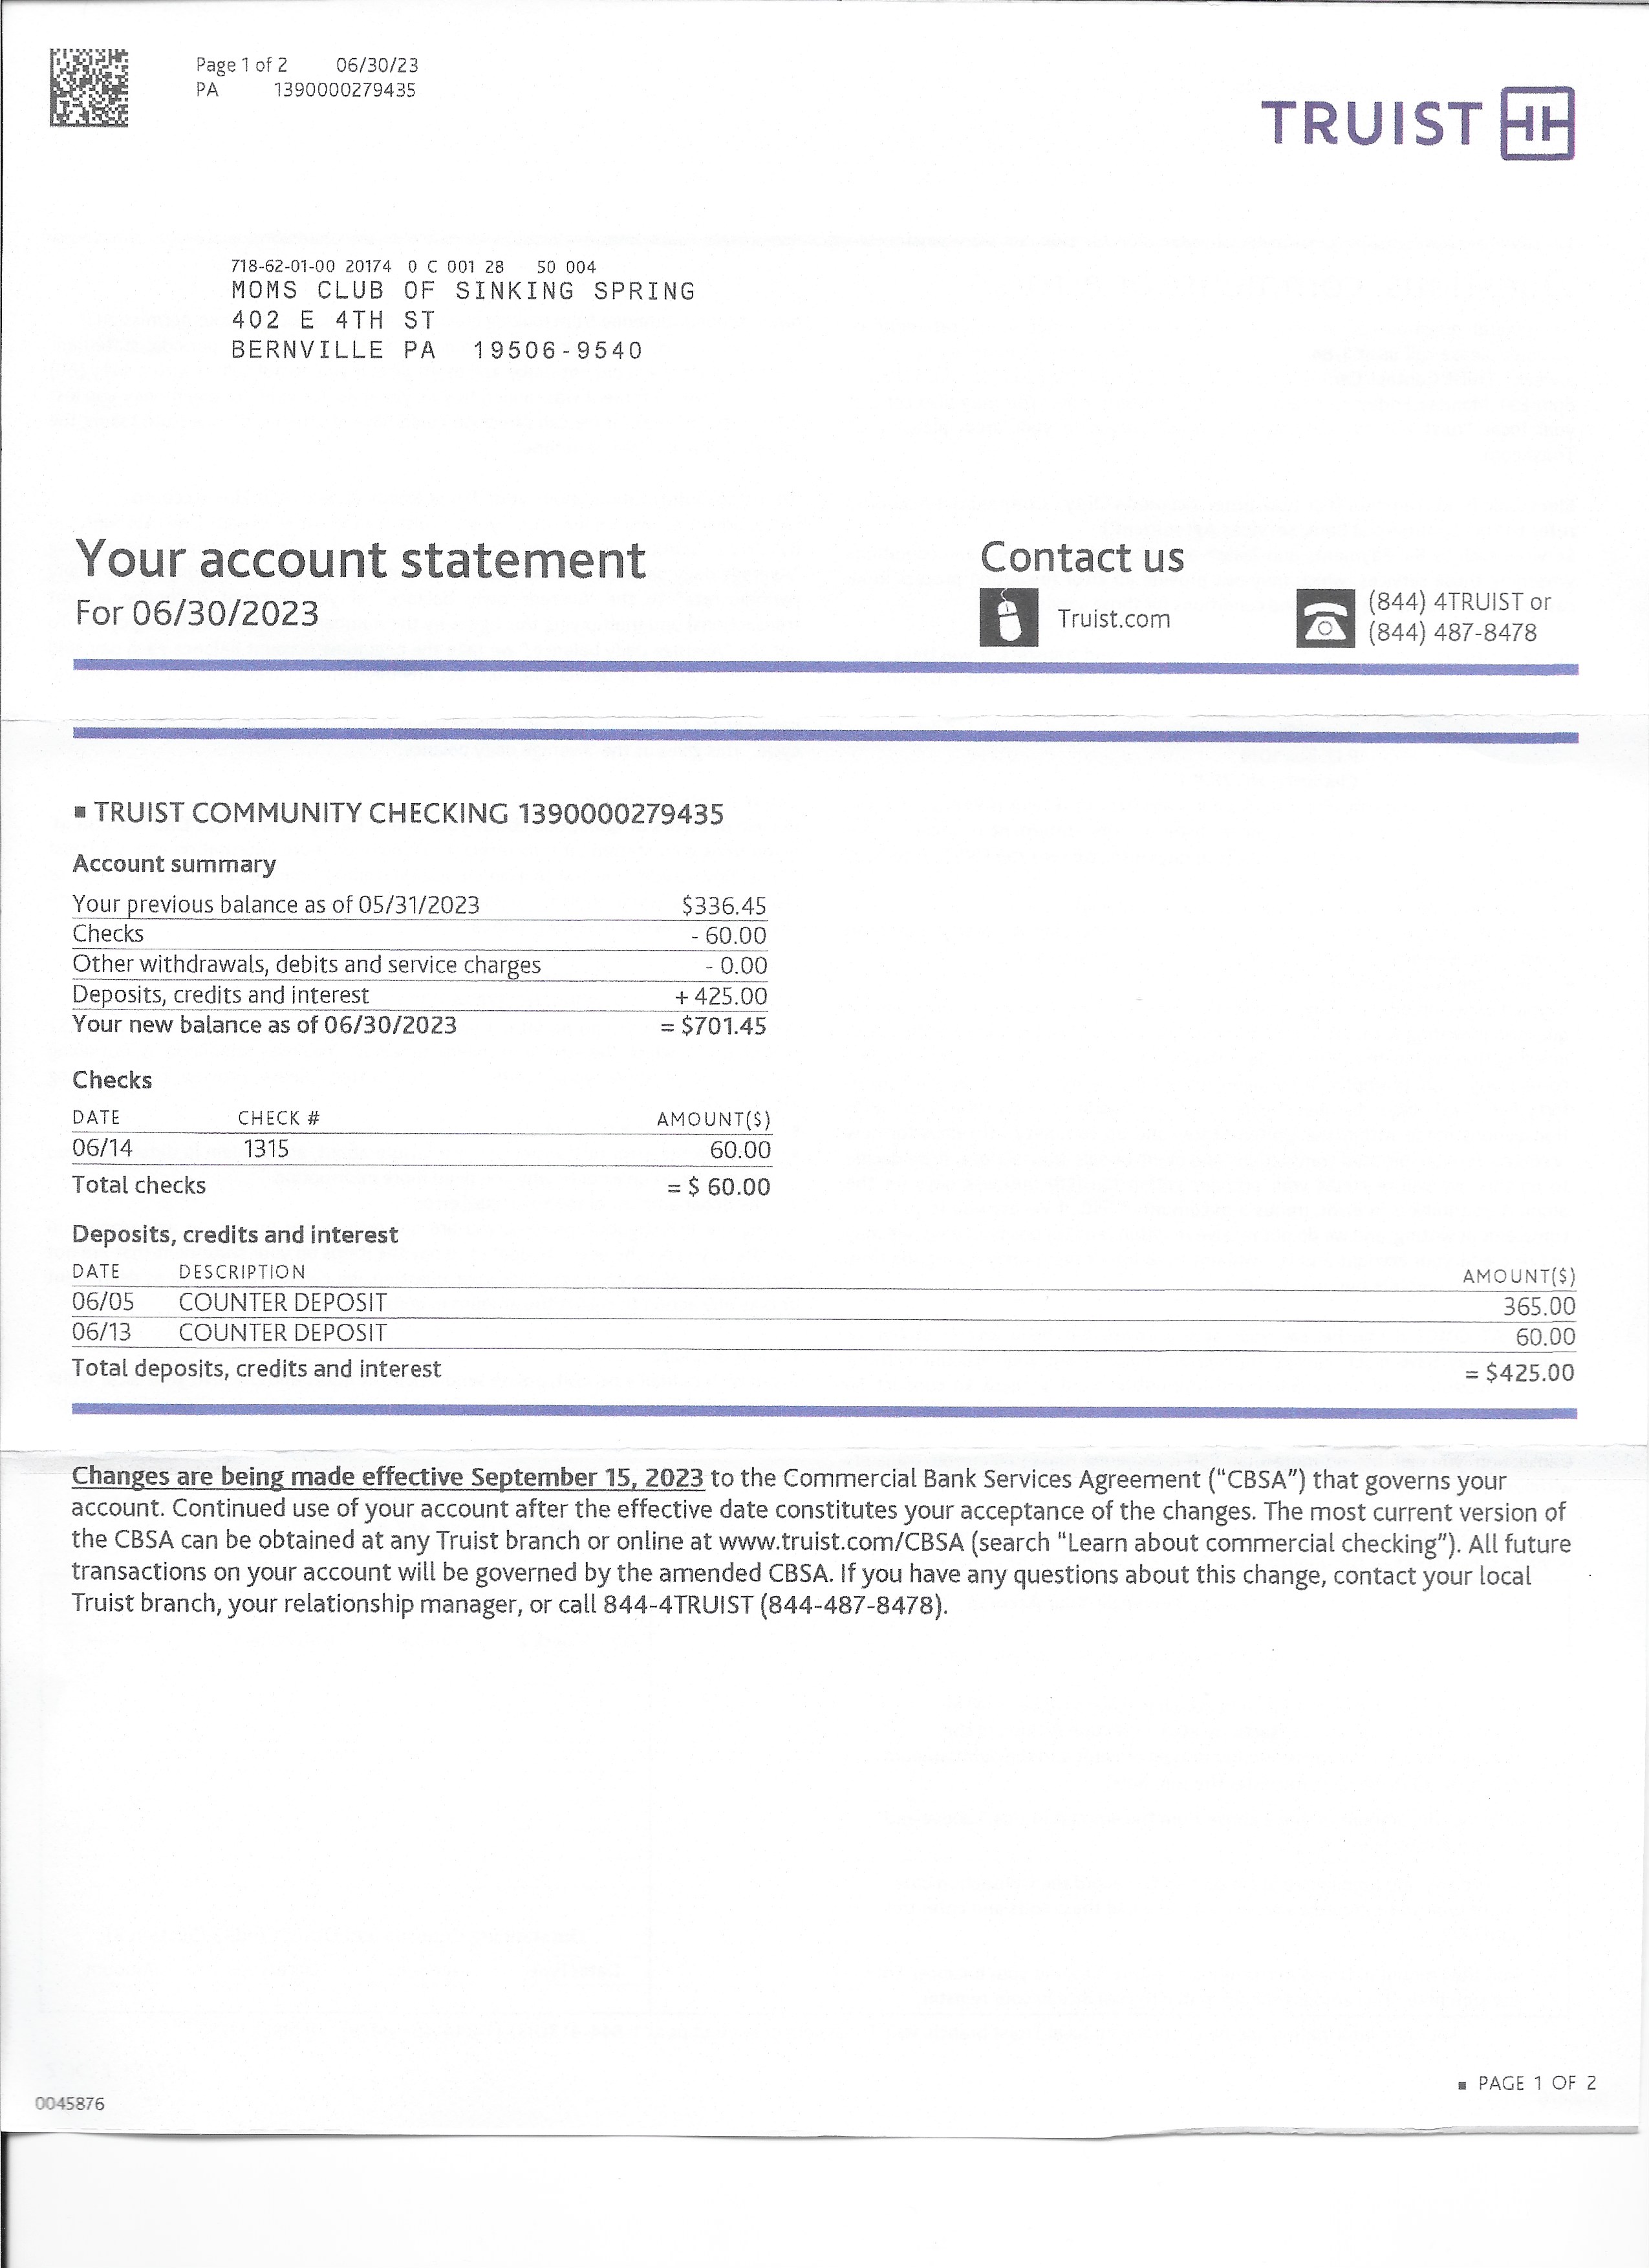 Page 1 of 2 06/30/23
PA 1390000279435
TRUIST
718-62-01-00 20174 0 C 001 28 50 004
MOMS CLUB OF SINKING SPRING
402 E 4TH ST
BERNVILLE PA 19506-9540
Your account statement
For 06/30/2023
Contact us
Truist.com
(844) 4TRUIST or
(844) 487-8478
▪ TRUIST COMMUNITY CHECKING 1390000279435
Account summary
Your previous balance as of 05/31/2023 $336.45
Checks - 60.00
Other withdrawals, debits and service charges - 0.00
Deposits, credits and interest + 425.00
Your new balance as of 06/30/2023 = $701.45
Checks
DATE CHECK # AMOUNT($)
06/14 1315 60.00
Total checks = $ 60.00
Deposits, credits and interest
DATE DESCRIPTION AMOUNT($)
06/05 COUNTER DEPOSIT 365.00
06/13 COUNTER DEPOSIT 60.00
Total deposits, credits and interest = $425.00
Changes are being made effective September 15, 2023 to the Commercial Bank Services Agreement (“CBSA”) that governs your
account. Continued use of your account after the effective date constitutes your acceptance of the changes. The most current version of
the CBSA can be obtained at any Truist branch or online at www.truist.com/CBSA (search “Learn about commercial checking”). All future
transactions on your account will be governed by the amended CBSA. If you have any questions about this change, contact your local
Truist branch, your relationship manager, or call 844-4TRUIST (844-487-8478).
▪ PAGE 1 OF 2
0045876